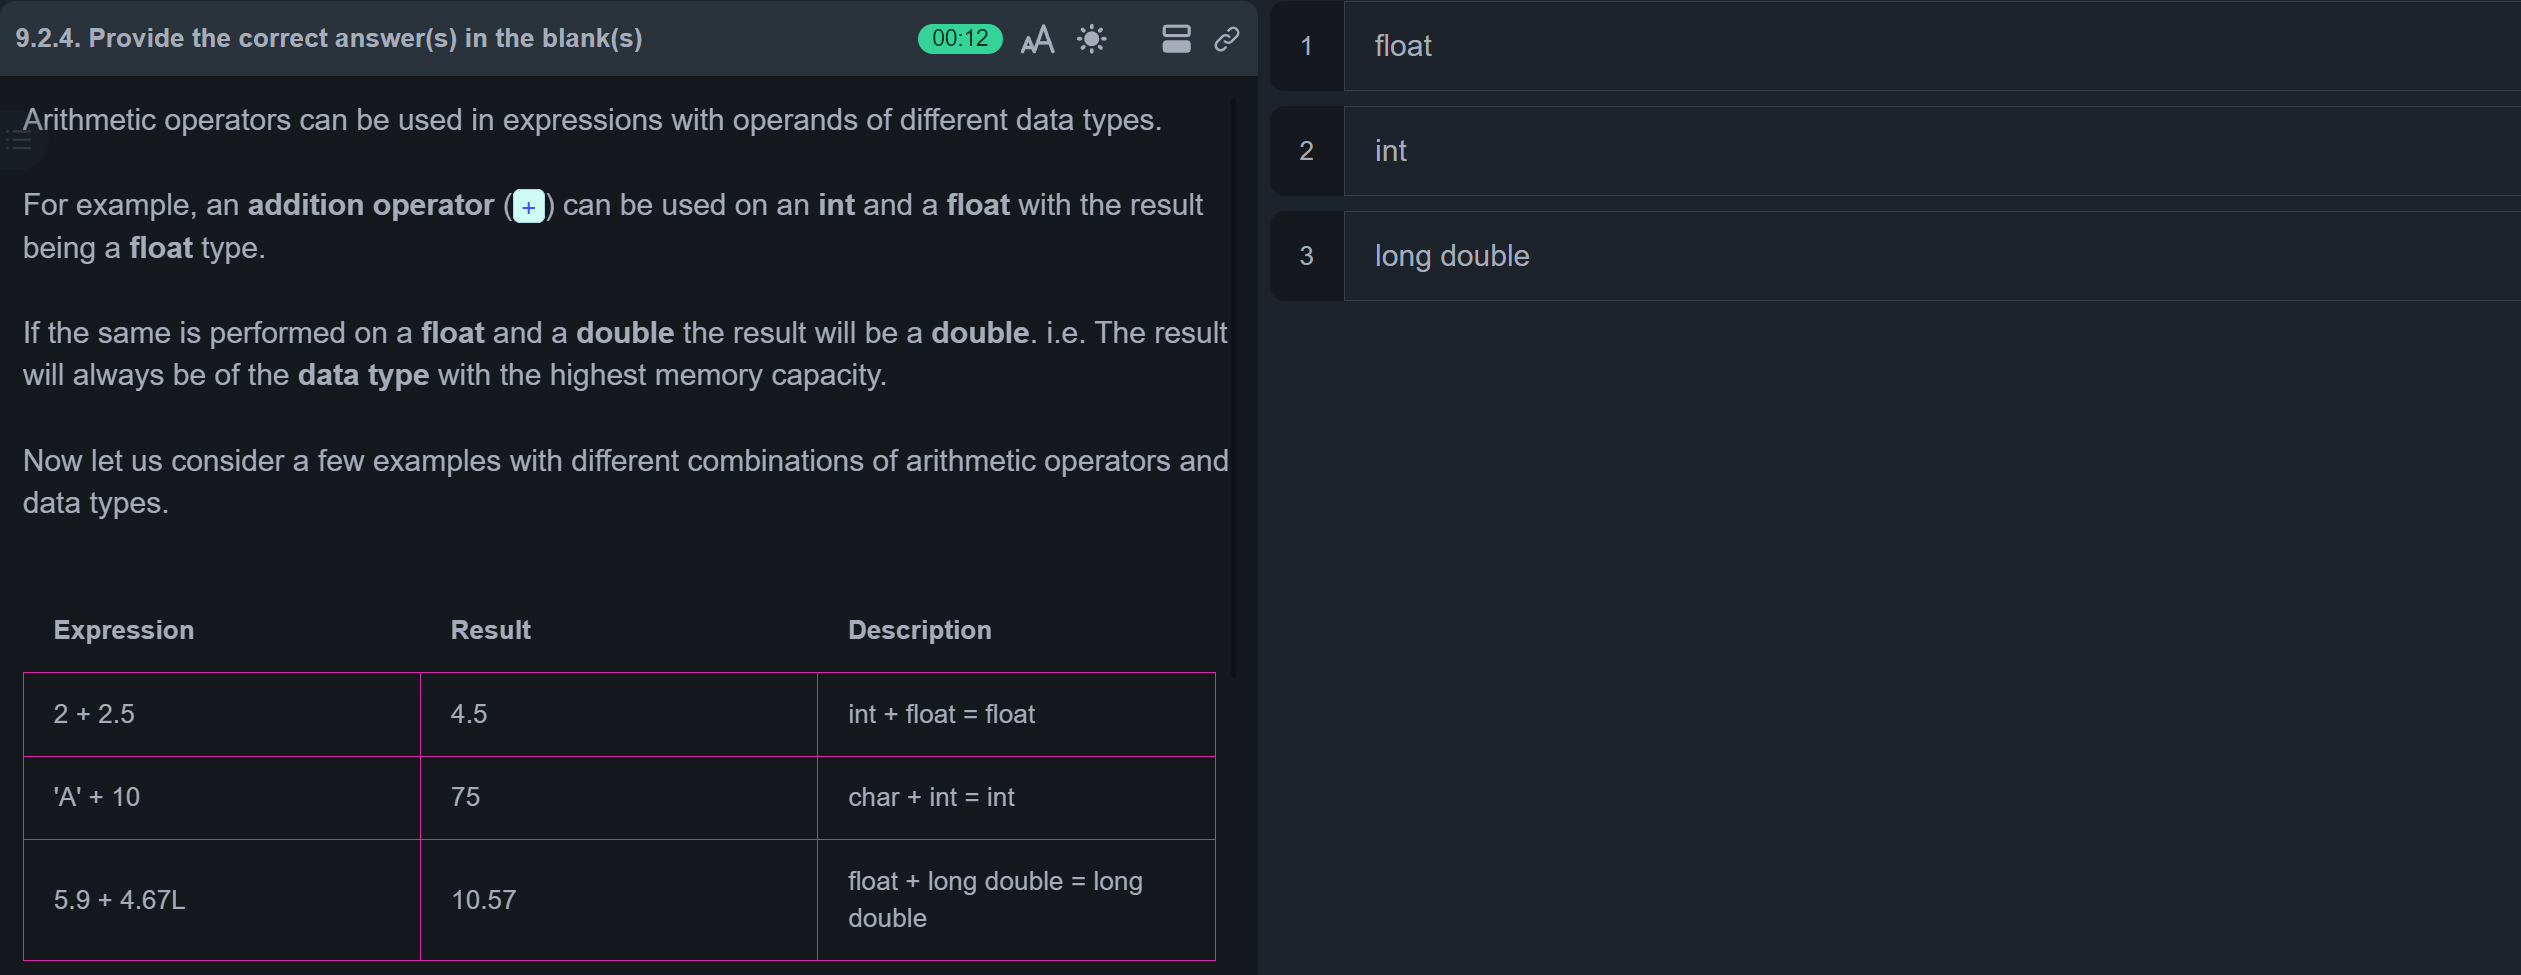 9.2.4. Provide the correct answer(s) in the blank(s)
00:12
Arithmetic operators can be used in expressions with operands of different data types.
For example, an addition operator (+) can be used on an int and a float with the result
being a float type.
If the same is performed on a float and a double the result will be a double. i.e. The result
will always be of the data type with the highest memory capacity.
Now let us consider a few examples with different combinations of arithmetic operators and
data types.
Expression Result Description
2 + 2.5 4.5 int + float = float
'A' + 10 75 char + int = int
5.9 + 4.67L 10.57 float + long double = long
double
1 float
2 int
3 long double